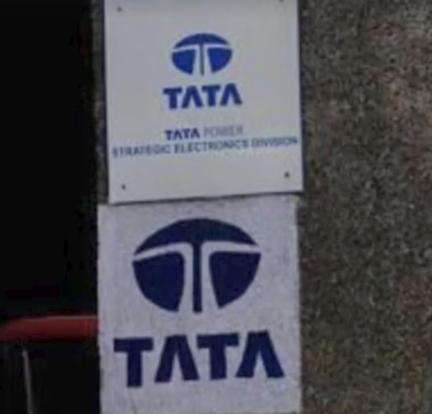 TATA
TATA POWER
STRATEGIC ELECTRONICS DIVISION
TATA